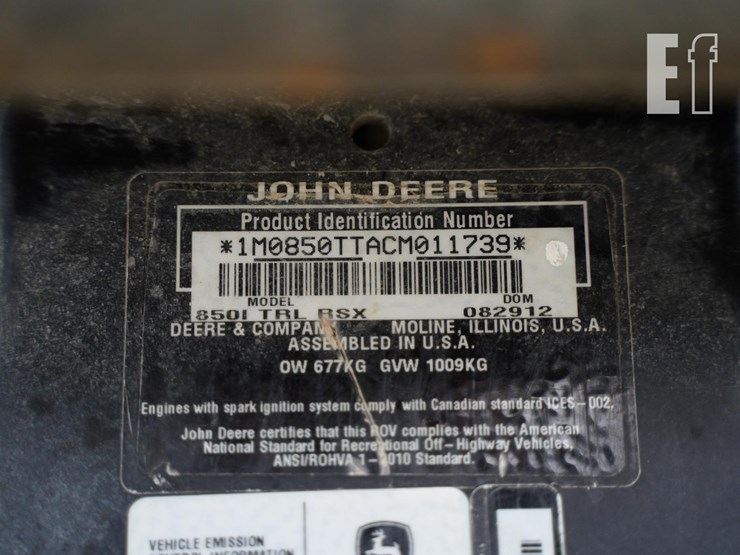 Ef
JOHN DEERE
Product Identification Number
*1M0850TTACM011739*
MODEL DOM
850I TRL RSX 082912
DEERE & COMPANY MOLINE, ILLINOIS, U.S.A.
ASSEMBLED IN U.S.A.
OW 677KG GVW 1009KG
Engines with spark ignition system comply with Canadian standard ICES-002.
John Deere certifies that this ROV complies with the American
National Standard for Recreational Off-Highway Vehicles,
ANSI/ROHVA 1-2010 Standard.
VEHICLE EMISSION
CONTROL INFORMATION